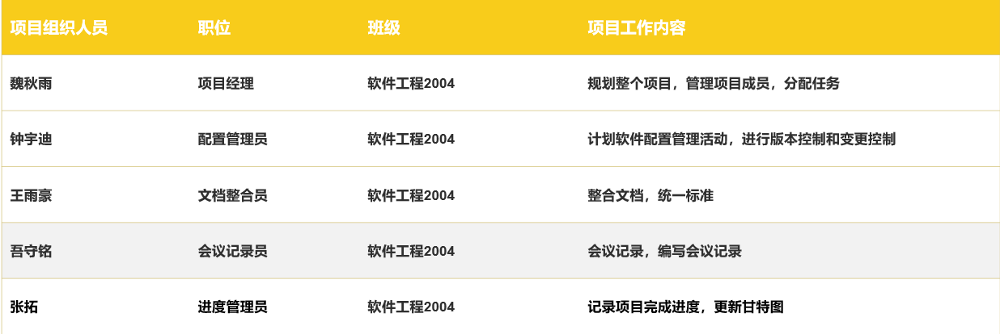 项目组织人员 职位 班级 项目工作内容
魏秋雨 项目经理 软件工程2004 规划整个项目，管理项目成员，分配任务
钟宇迪 配置管理员 软件工程2004 计划软件配置管理活动，进行版本控制和变更控制
王雨豪 文档整合员 软件工程2004 整合文档，统一标准
吾守铭 会议记录员 软件工程2004 会议记录，编写会议记录
张拓 进度管理员 软件工程2004 记录项目完成进度，更新甘特图